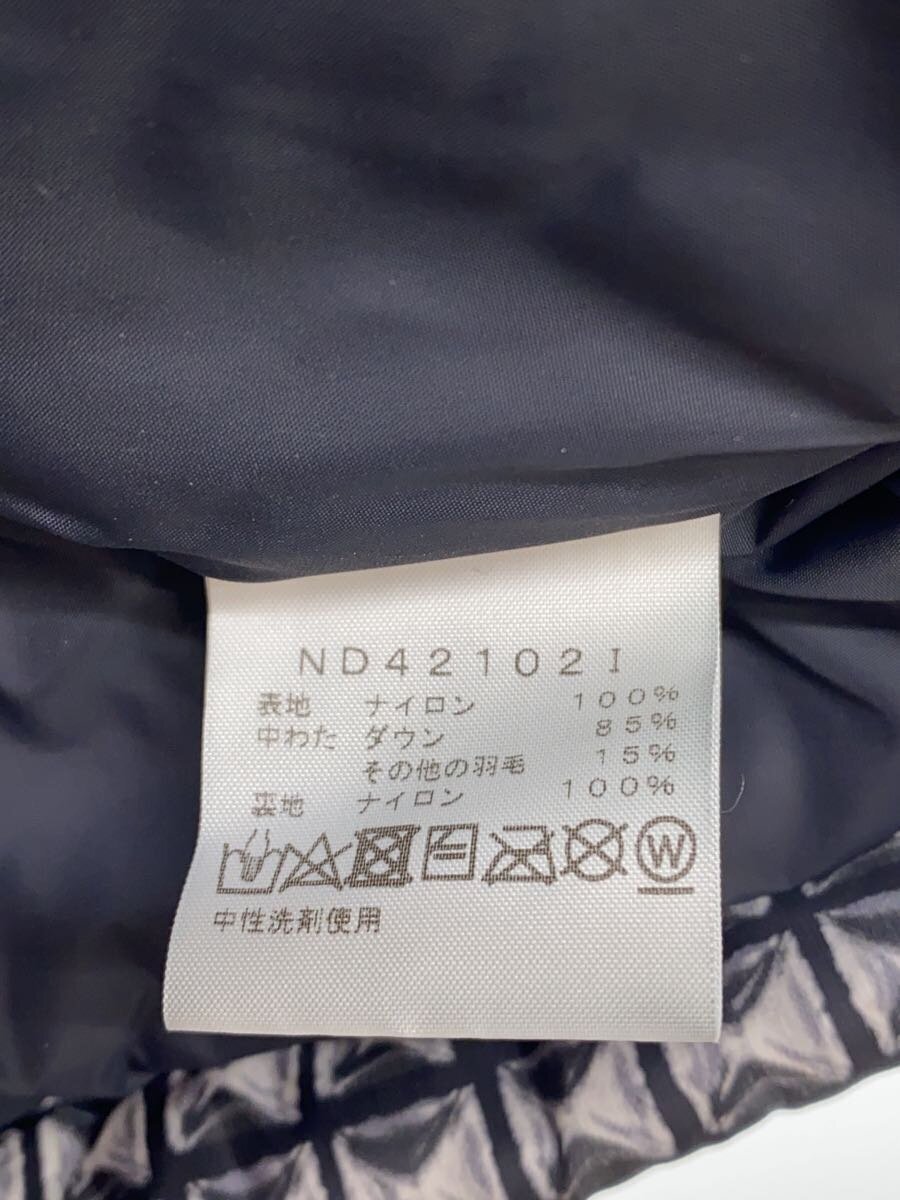 ND42102I
表地 ナイロン 100%
中わた ダウン 85%
その他の羽毛 15%
裏地 ナイロン 100%
W
中性洗剤使用